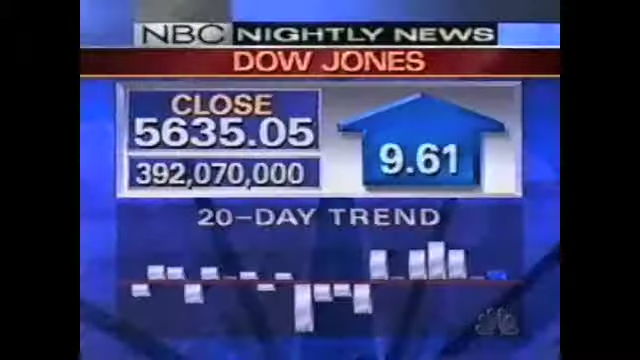 NBC NIGHTLY NEWS
DOW JONES
CLOSE
5635.05
392,070,000
9.61
20-DAY TREND